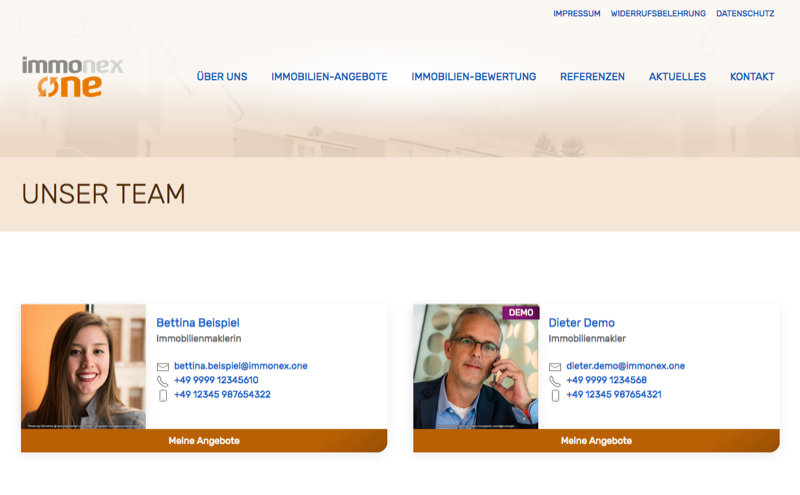 IMPRESSUM WIDERRUFSBELEHRUNG DATENSCHUTZ
immonex
one
ÜBER UNS IMMOBILIEN-ANGEBOTE IMMOBILIEN-BEWERTUNG REFERENZEN AKTUELLES KONTAKT
UNSER TEAM
Bettina Beispiel
Immobilienmaklerin
bettina.beispiel@immonex.one
+49 9999 12345610
+49 12345 987654322
Meine Angebote
DEMO
Dieter Demo
Immobilienmakler
dieter.demo@immonex.one
+49 9999 1234568
+49 12345 987654321
Meine Angebote